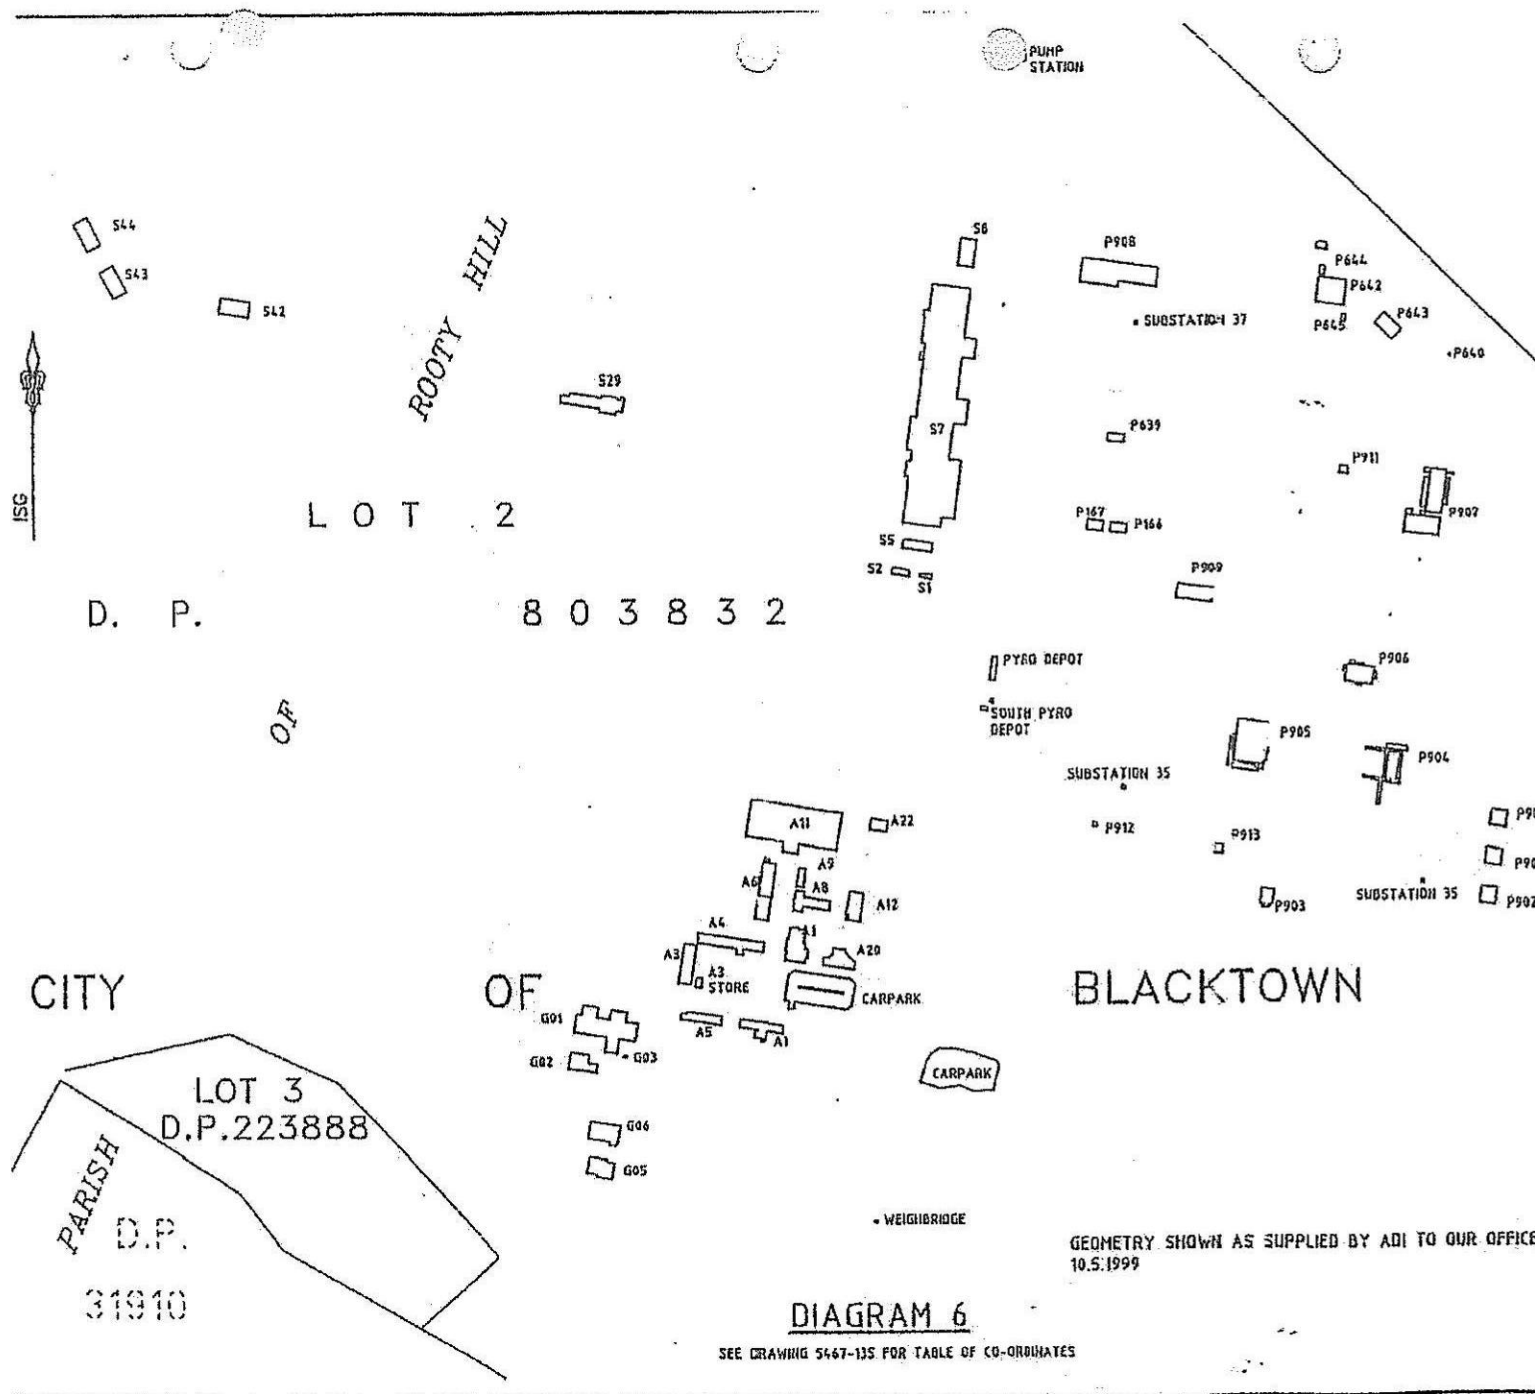 PUMP
STATION
S44
S43
S42
ROOTY HILL
S29
S6
P908
SUBSTATION 37
P644
P642
P645
P643
P640
S7
P639
P911
P907
P167
P166
P909
ISG
LOT 2
S5
S2
S1
D. P. 803832
PYRO DEPOT
SOUTH PYRO
DEPOT
P906
P905
P904
OF
SUBSTATION 35
P912
P913
P903
SUBSTATION 35
P902
A11
A22
A9
A6
A8
A12
A4
A1
A20
A3
A3
STORE
CARPARK
CITY OF BLACKTOWN
G01
A5
A1
G02
G03
CARPARK
LOT 3
D.P.223888
G06
G05
PARISH
D.P.
31910
WEIGHBRIDGE
GEOMETRY SHOWN AS SUPPLIED BY ADI TO OUR OFFICE
10.5.1999
DIAGRAM 6
SEE DRAWING 5467-135 FOR TABLE OF CO-ORDINATES